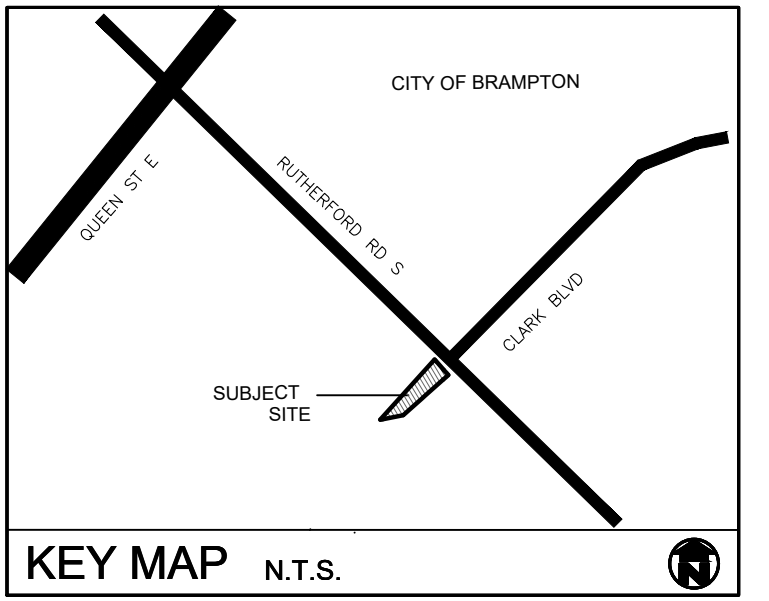 CITY OF BRAMPTON
QUEEN ST E
RUTHERFORD RD S
CLARK BLVD
SUBJECT
SITE
KEY MAP N.T.S.
N